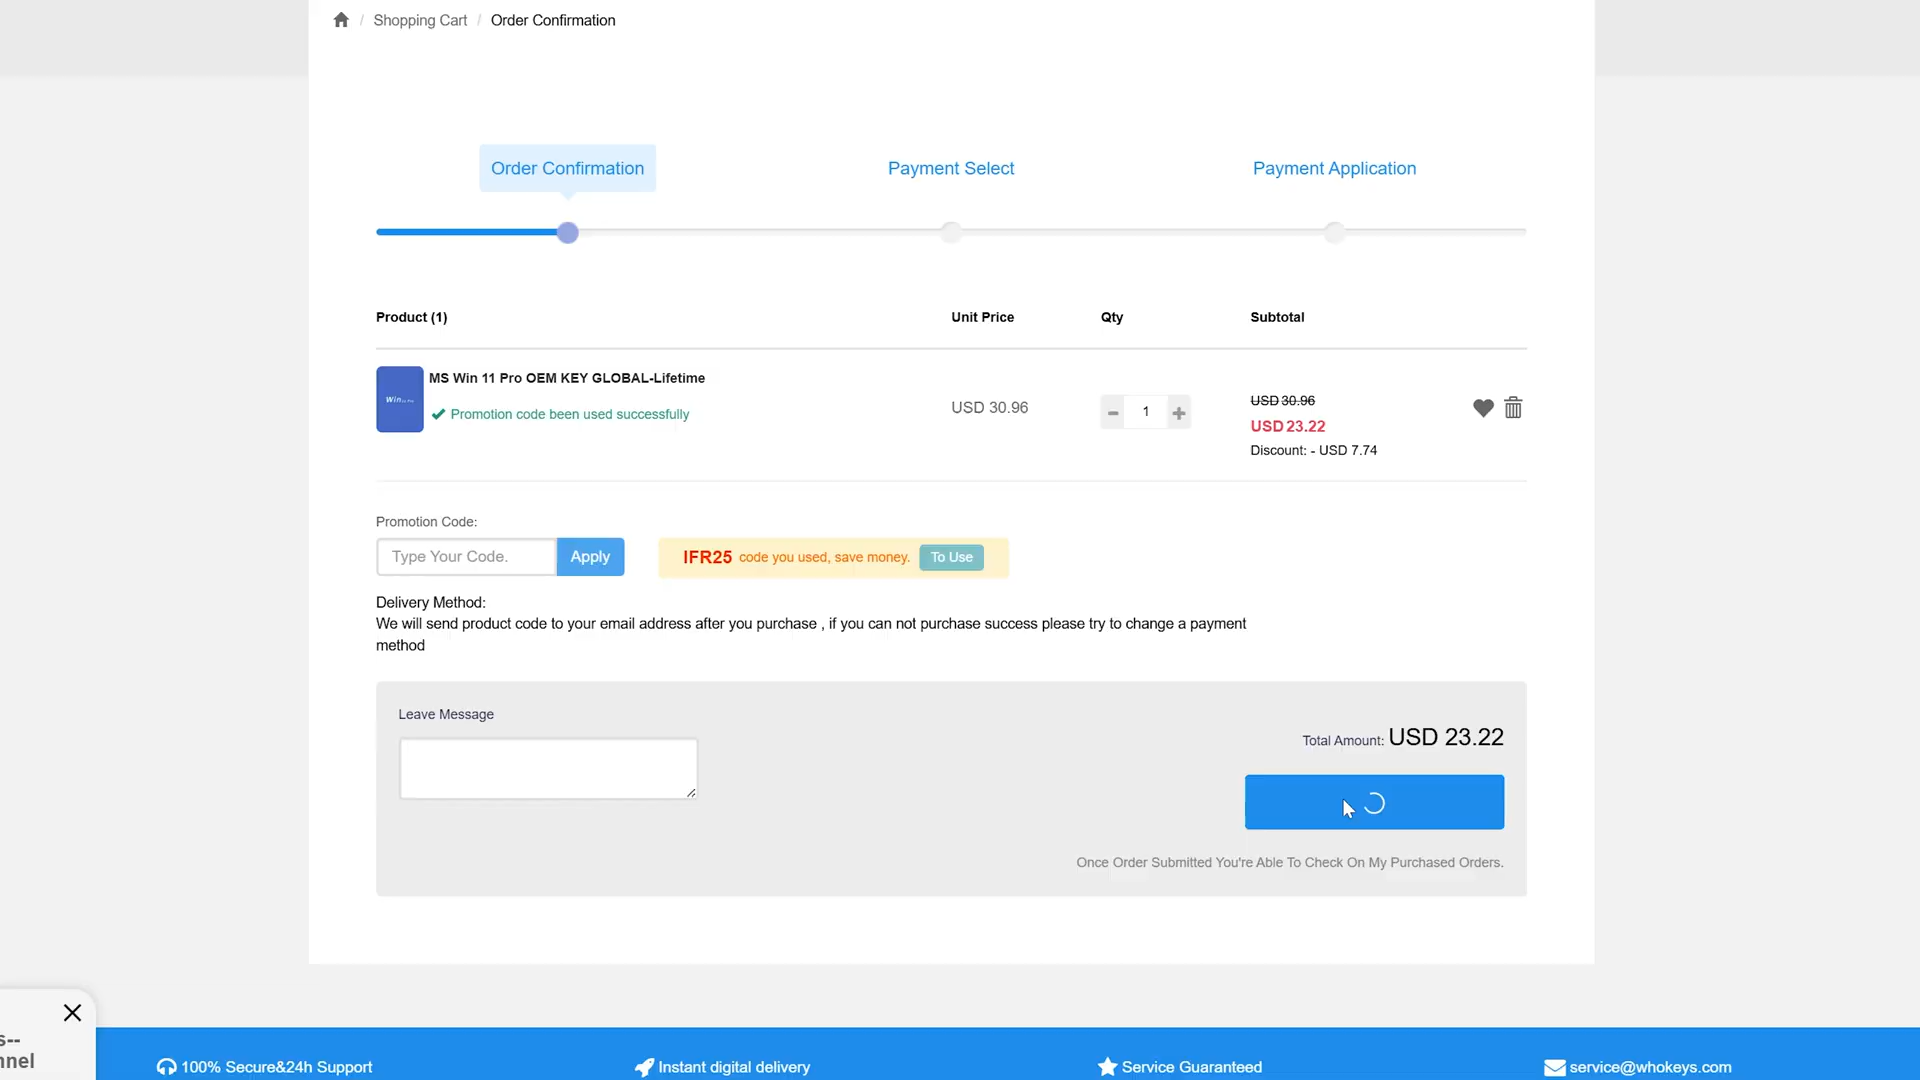 / Shopping Cart / Order Confirmation
Order Confirmation
Payment Select
Payment Application
Product (1)
Unit Price
Qty
Subtotal
MS Win 11 Pro OEM KEY GLOBAL-Lifetime
Promotion code been used successfully
USD 30.96
1
USD 30.96
USD 23.22
Discount: - USD 7.74
Promotion Code:
Type Your Code.
Apply
IFR25 code you used, save money.
To Use
Delivery Method:
We will send product code to your email address after you purchase , if you can not purchase success please try to change a payment
method
Leave Message
Total Amount: USD 23.22
Once Order Submitted You're Able To Check On My Purchased Orders.
s--
nnel
100% Secure&24h Support
Instant digital delivery
Service Guaranteed
service@whokeys.com